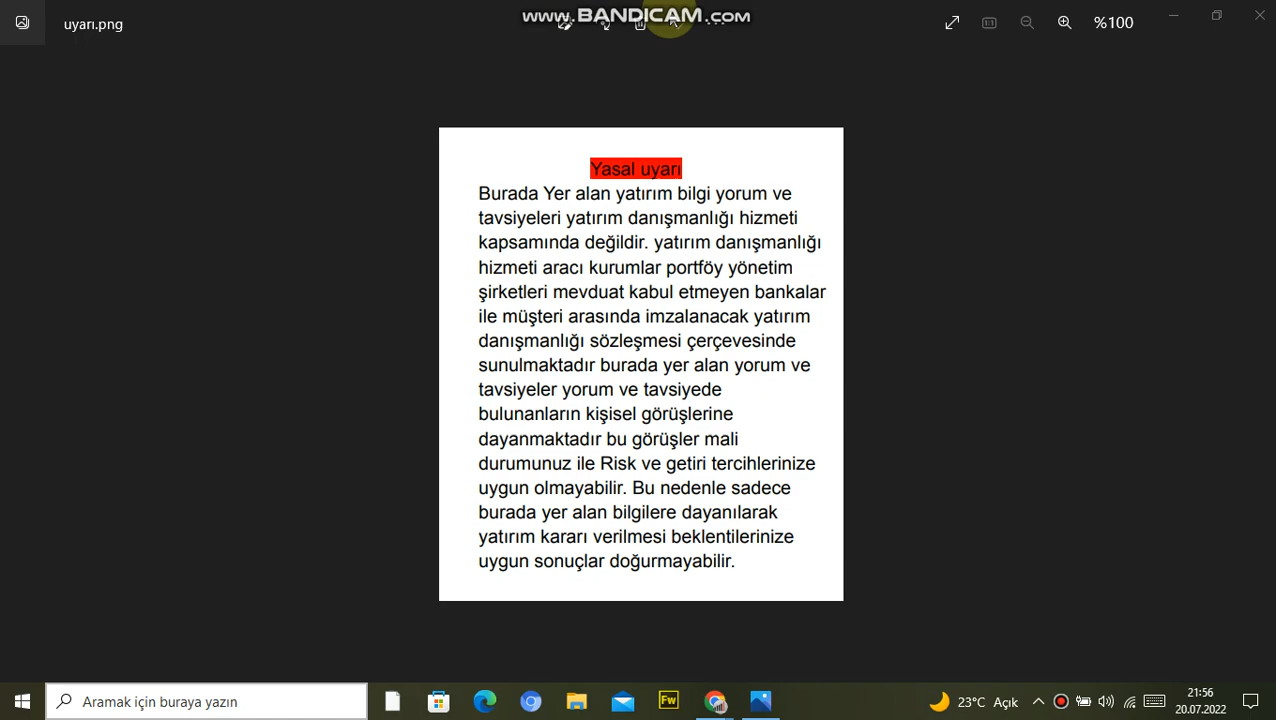 www.BANDICAM.com
uyarı.png
%100
Yasal uyarı
Burada Yer alan yatırım bilgi yorum ve
tavsiyeleri yatırım danışmanlığı hizmeti
kapsamında değildir. yatırım danışmanlığı
hizmeti aracı kurumlar portföy yönetim
şirketleri mevduat kabul etmeyen bankalar
ile müşteri arasında imzalanacak yatırım
danışmanlığı sözleşmesi çerçevesinde
sunulmaktadır burada yer alan yorum ve
tavsiyeler yorum ve tavsiyede
bulunanların kişisel görüşlerine
dayanmaktadır bu görüşler mali
durumunuz ile Risk ve getiri tercihlerinize
uygun olmayabilir. Bu nedenle sadece
burada yer alan bilgilere dayanılarak
yatırım kararı verilmesi beklentilerinize
uygun sonuçlar doğurmayabilir.
Aramak için buraya yazın
Fw
23°C Açık
21:56
20.07.2022